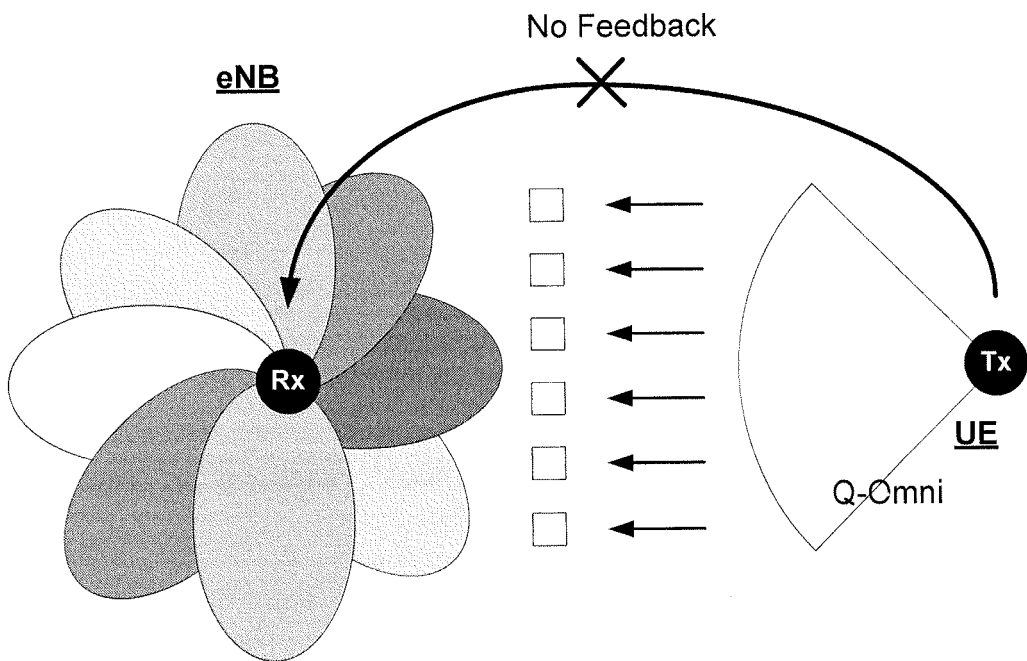 No Feedback
eNB
Rx
Tx
UE
Q-Omni